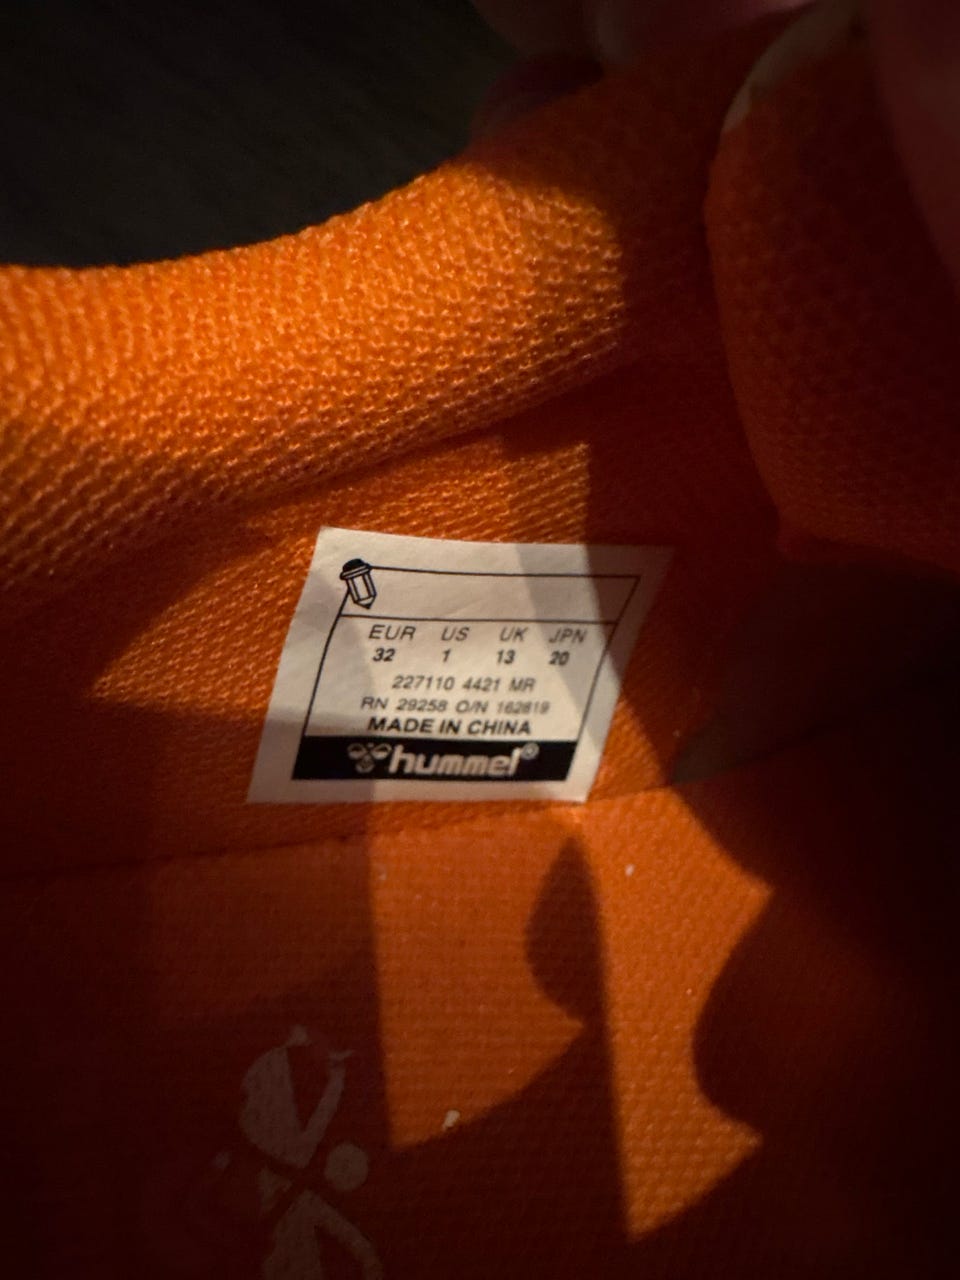 EUR US UK JPN
32 1 13 20
227110 4421 MR
RN 29258 O/N 162819
MADE IN CHINA
hummel®